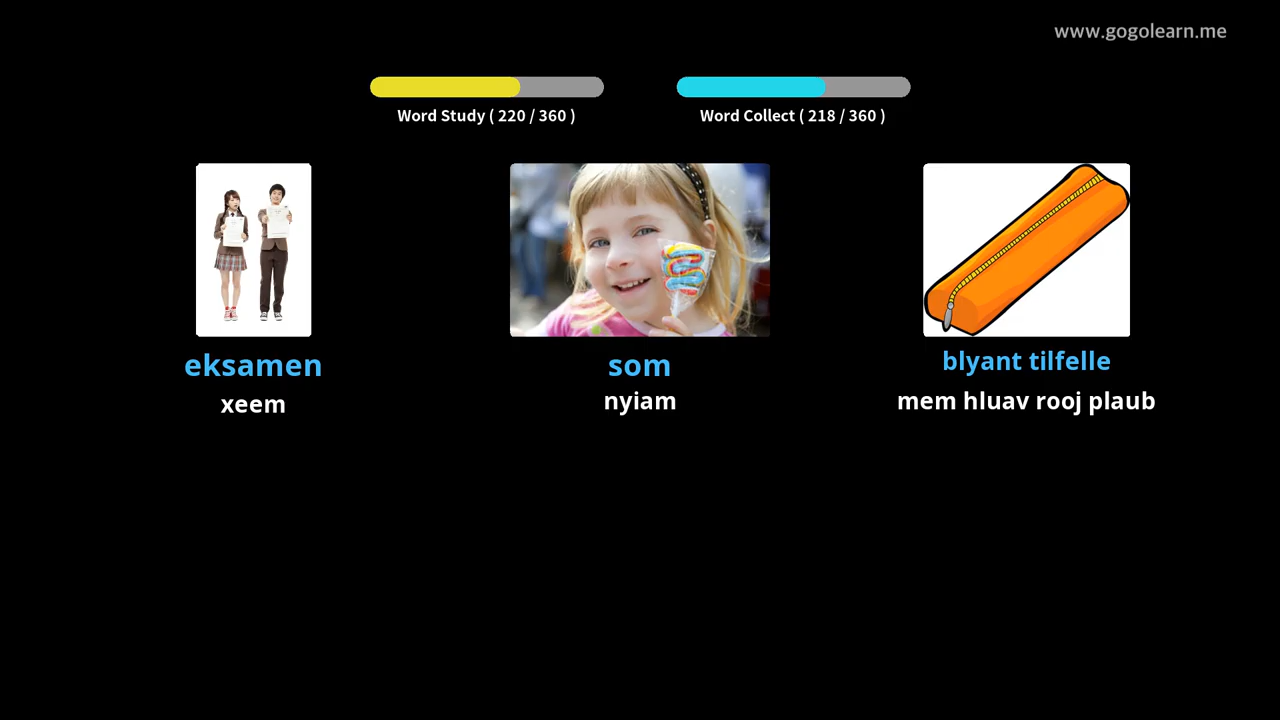 www.gogolearn.me
Word Study ( 220 / 360 )
Word Collect ( 218 / 360 )
eksamen
xeem
som
nyiam
blyant tilfelle
mem hluav rooj plaub